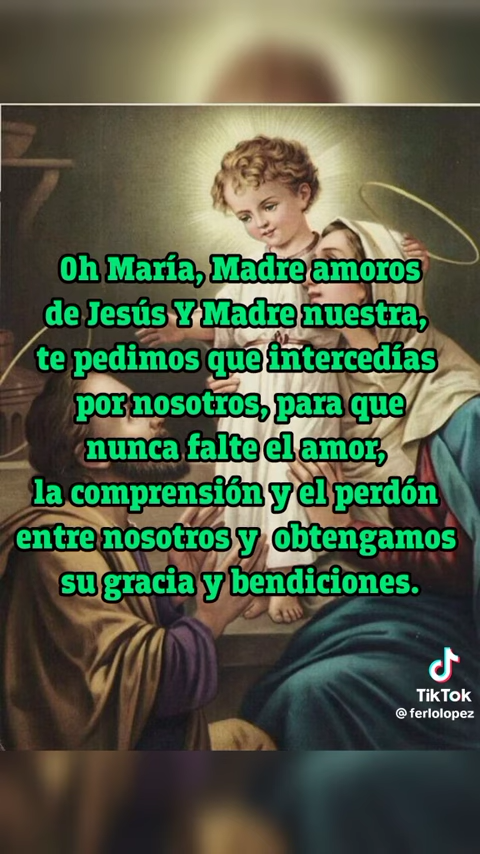 Oh María, Madre amoros
de Jesús Y Madre nuestra,
te pedimos que intercedías
por nosotros, para que
nunca falte el amor,
la comprensión y el perdón
entre nosotros y obtengamos
su gracia y bendiciones.
TikTok
@ferlolopez